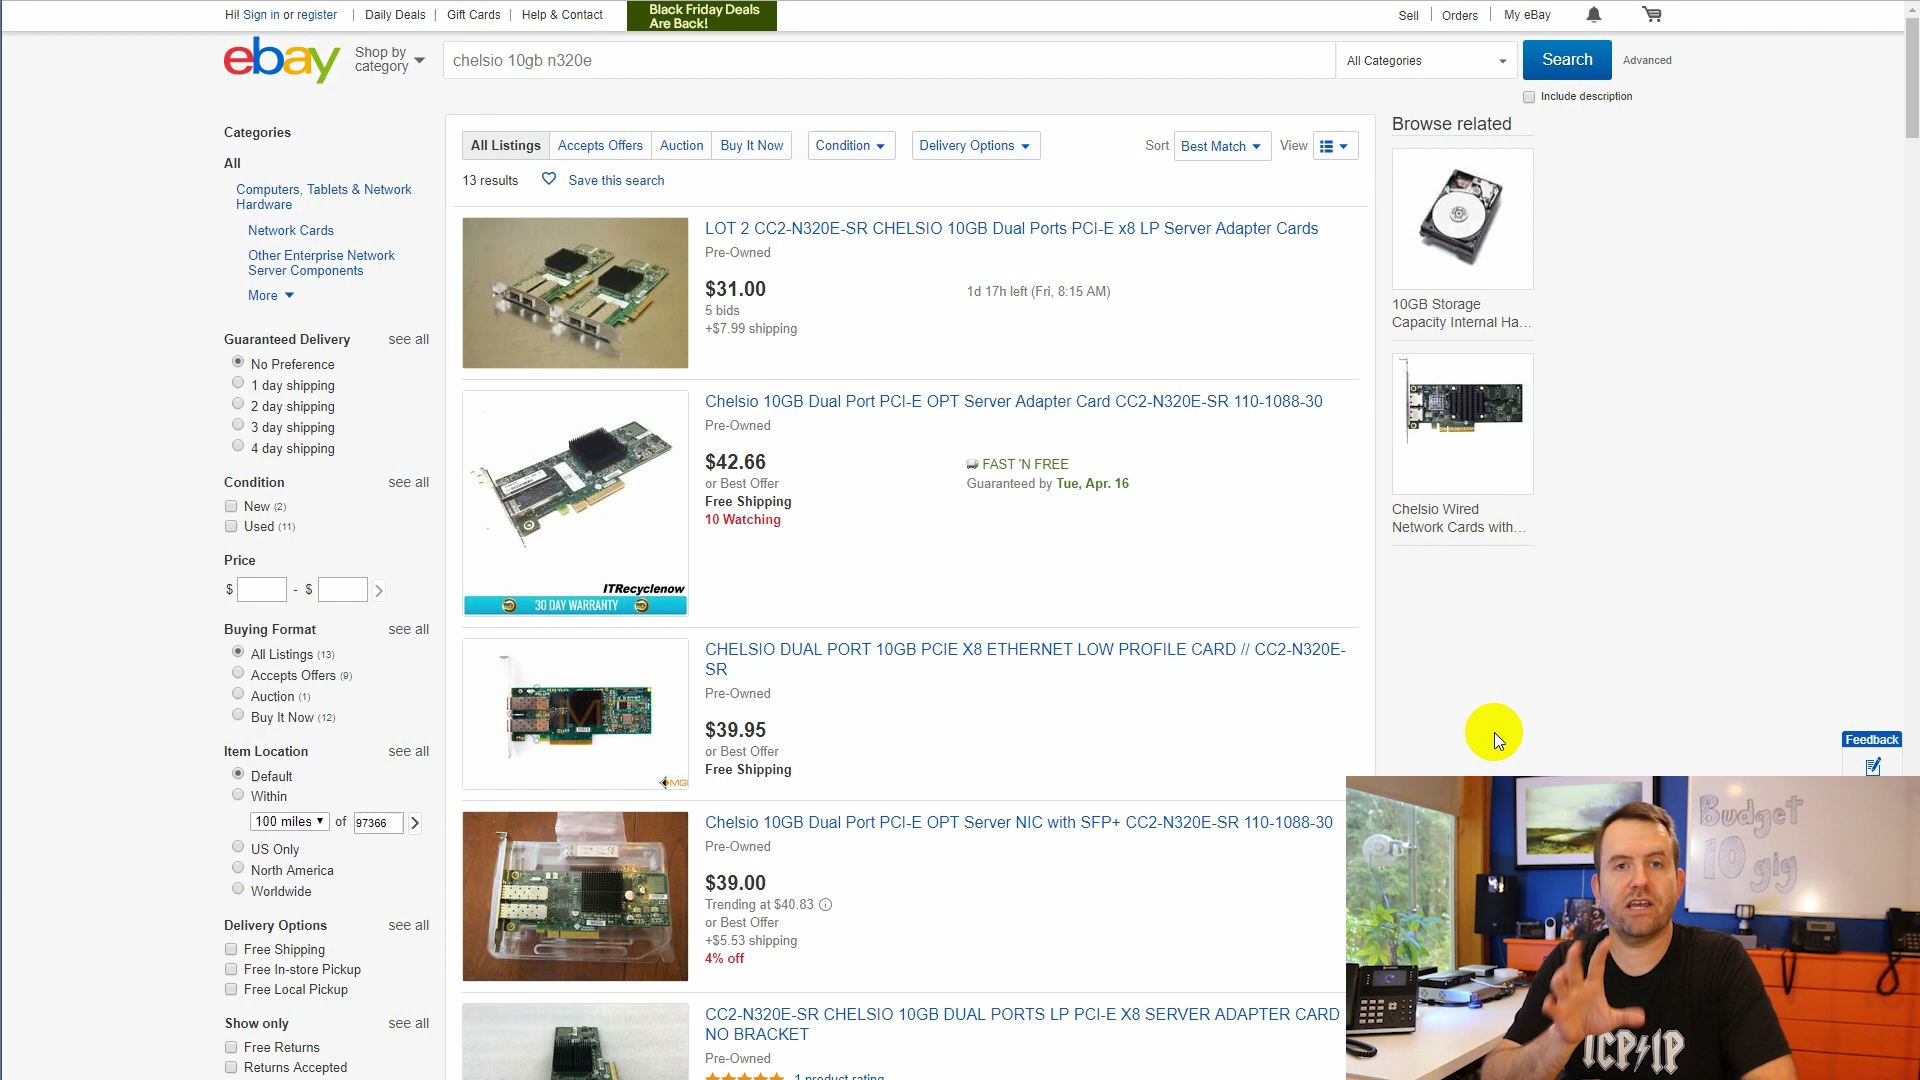 Hi! Sign in or register
Daily Deals
Gift Cards
Help & Contact
Black Friday Deals
Are Back!
Sell
Orders
My eBay
ebay
Shop by
category
chelsio 10gb n320e
All Categories
Search
Advanced
Include description
Categories
All
Computers, Tablets & Network
Hardware
Network Cards
Other Enterprise Network
Server Components
More
Guaranteed Delivery
see all
No Preference
1 day shipping
2 day shipping
3 day shipping
4 day shipping
Condition
see all
New (2)
Used (11)
Price
$ - $
Buying Format
see all
All Listings (13)
Accepts Offers (9)
Auction (1)
Buy It Now (12)
Item Location
see all
Default
Within
100 miles of 97366
US Only
North America
Worldwide
Delivery Options
see all
Free Shipping
Free In-store Pickup
Free Local Pickup
Show only
see all
Free Returns
Returns Accepted
All Listings
Accepts Offers
Auction
Buy It Now
Condition
Delivery Options
Sort
Best Match
View
13 results
Save this search
LOT 2 CC2-N320E-SR CHELSIO 10GB Dual Ports PCI-E x8 LP Server Adapter Cards
Pre-Owned
$31.00
1d 17h left (Fri, 8:15 AM)
5 bids
+$7.99 shipping
Chelsio 10GB Dual Port PCI-E OPT Server Adapter Card CC2-N320E-SR 110-1088-30
Pre-Owned
$42.66
FAST 'N FREE
or Best Offer
Guaranteed by Tue, Apr. 16
Free Shipping
10 Watching
ITRecyclenow
30 DAY WARRANTY
CHELSIO DUAL PORT 10GB PCIE X8 ETHERNET LOW PROFILE CARD // CC2-N320E-
SR
Pre-Owned
$39.95
or Best Offer
Free Shipping
Chelsio 10GB Dual Port PCI-E OPT Server NIC with SFP+ CC2-N320E-SR 110-1088-30
Pre-Owned
$39.00
Trending at $40.83
or Best Offer
+$5.53 shipping
4% off
CC2-N320E-SR CHELSIO 10GB DUAL PORTS LP PCI-E X8 SERVER ADAPTER CARD
NO BRACKET
Pre-Owned
1 product rating
Browse related
10GB Storage
Capacity Internal Ha...
Chelsio Wired
Network Cards with...
Feedback
Budget
10 gig
TCP/IP